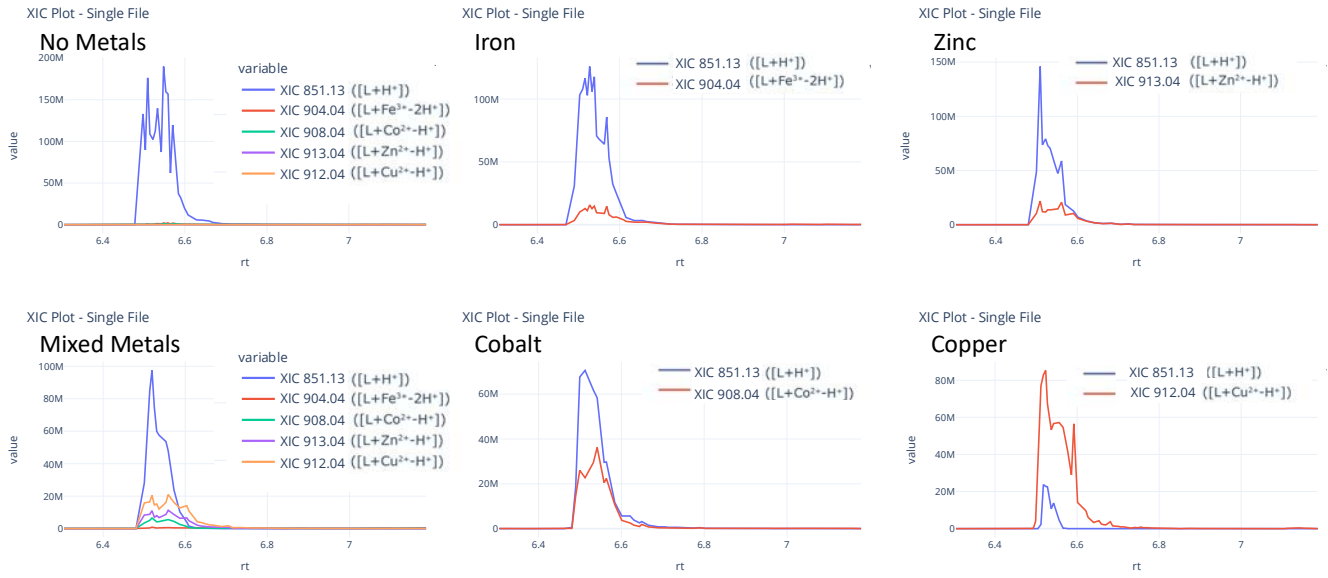 XIC Plot - Single File
No Metals
200M
150M
100M
50M
0
value
6.4
6.6
6.8
7
rt
variable
XIC 851.13 ([L+H⁺])
XIC 904.04 ([L+Fe³⁺-2H⁺])
XIC 908.04 ([L+Co²⁺-H⁺])
XIC 913.04 ([L+Zn²⁺-H⁺])
XIC 912.04 ([L+Cu²⁺-H⁺])
XIC Plot - Single File
Iron
XIC 851.13 ([L+H⁺])
XIC 904.04 ([L+Fe³⁺-2H⁺])
100M
50M
0
value
6.4
6.6
6.8
7
rt
XIC Plot - Single File
Zinc
XIC 851.13 ([L+H⁺])
XIC 913.04 ([L+Zn²⁺-H⁺])
150M
100M
50M
0
value
6.4
6.6
6.8
7
rt
XIC Plot - Single File
Mixed Metals
100M
80M
60M
40M
20M
0
value
6.4
6.6
6.8
7
rt
variable
XIC 851.13 ([L+H⁺])
XIC 904.04 ([L+Fe³⁺-2H⁺])
XIC 908.04 ([L+Co²⁺-H⁺])
XIC 913.04 ([L+Zn²⁺-H⁺])
XIC 912.04 ([L+Cu²⁺-H⁺])
XIC Plot - Single File
Cobalt
XIC 851.13 ([L+H⁺])
XIC 908.04 ([L+Co²⁺-H⁺])
60M
40M
20M
0
value
6.4
6.6
6.8
7
rt
XIC Plot - Single File
Copper
XIC 851.13 ([L+H⁺])
XIC 912.04 ([L+Cu²⁺-H⁺])
80M
60M
40M
20M
0
value
6.4
6.6
6.8
7
rt